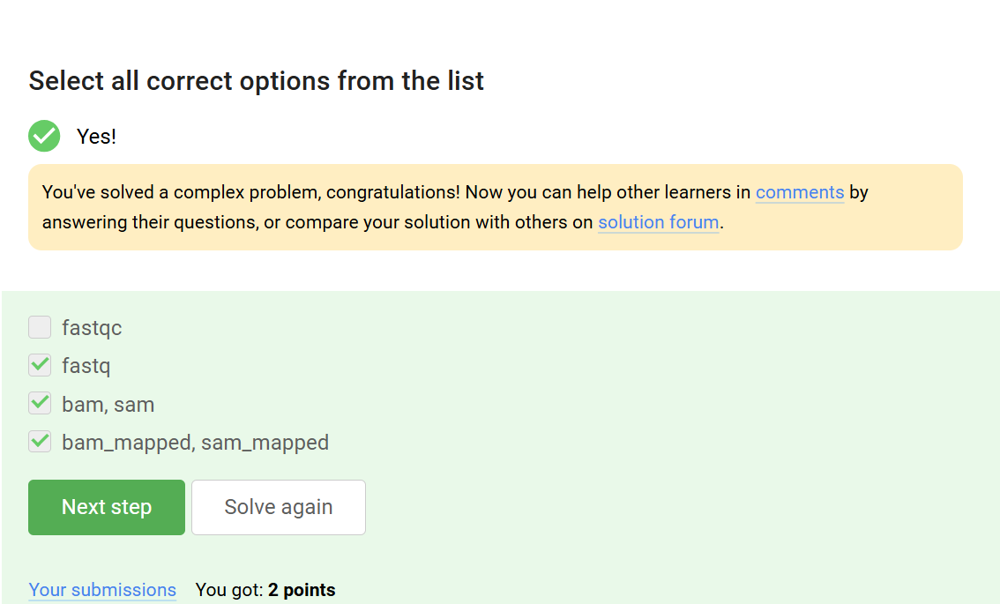 Select all correct options from the list
Yes!
You've solved a complex problem, congratulations! Now you can help other learners in comments by
answering their questions, or compare your solution with others on solution forum.
fastqc
fastq
bam, sam
bam_mapped, sam_mapped
Next step
Solve again
Your submissions You got: 2 points